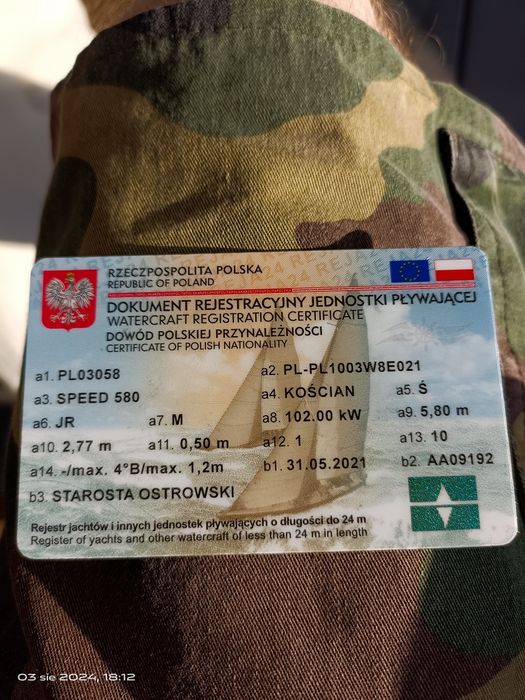 RZECZPOSPOLITA POLSKA
REPUBLIC OF POLAND
DOKUMENT REJESTRACYJNY JEDNOSTKI PŁYWAJĄCEJ
WATERCRAFT REGISTRATION CERTIFICATE
DOWÓD POLSKIEJ PRZYNALEŻNOŚCI
CERTIFICATE OF POLISH NATIONALITY
a1. PL03058 a2. PL-PL1003W8E021
a3. SPEED 580 a4. KOŚCIAN a5. Ś
a6. JR a7. M a8. 102.00 kW a9. 5,80 m
a10. 2,77 m a11. 0,50 m a12. 1 a13. 10
a14. -/max. 4°B/max. 1,2m b1. 31.05.2021 b2. AA09192
b3. STAROSTA OSTROWSKI
Rejestr jachtów i innych jednostek pływających o długości do 24 m
Register of yachts and other watercraft of less than 24 m in length
03 sie 2024, 18:12